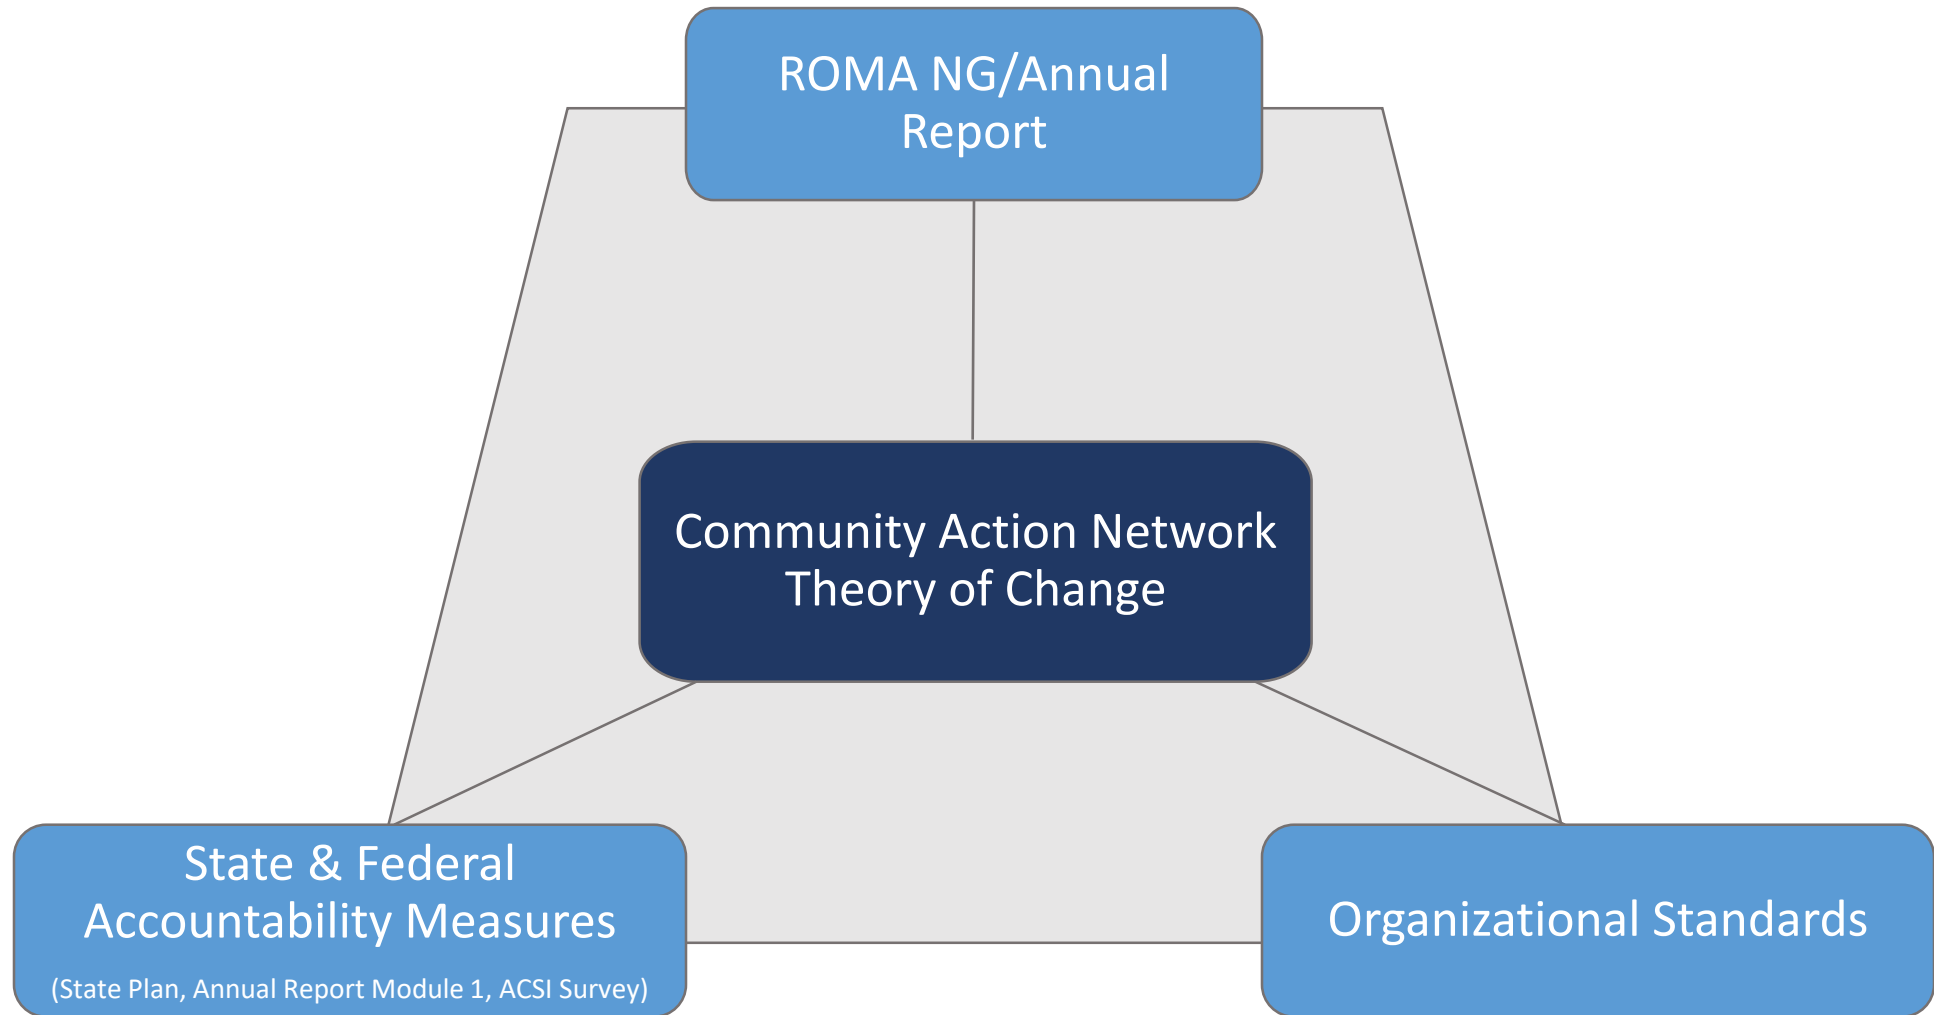 ROMA NG/Annual
Report
Community Action Network
Theory of Change
State & Federal
Accountability Measures
(State Plan, Annual Report Module 1, ACSI Survey)
Organizational Standards